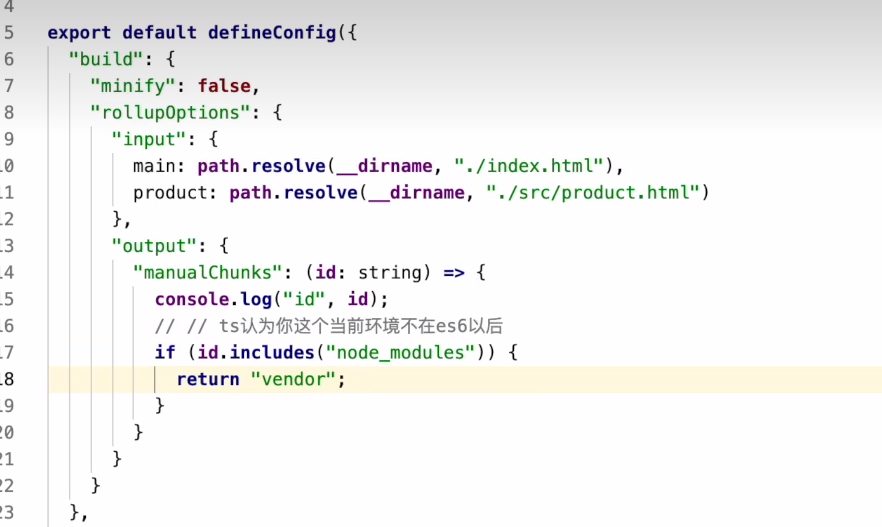 4
5 export default defineConfig({
6 "build": {
7 "minify": false,
8 "rollupOptions": {
9 "input": {
10 main: path.resolve(__dirname, "./index.html"),
11 product: path.resolve(__dirname, "./src/product.html")
12 },
13 "output": {
14 "manualChunks": (id: string) => {
15 console.log("id", id);
16 // // ts认为你这个当前环境不在es6以后
17 if (id.includes("node_modules")) {
18 return "vendor";
19 }
20 }
21 }
22 }
23 },